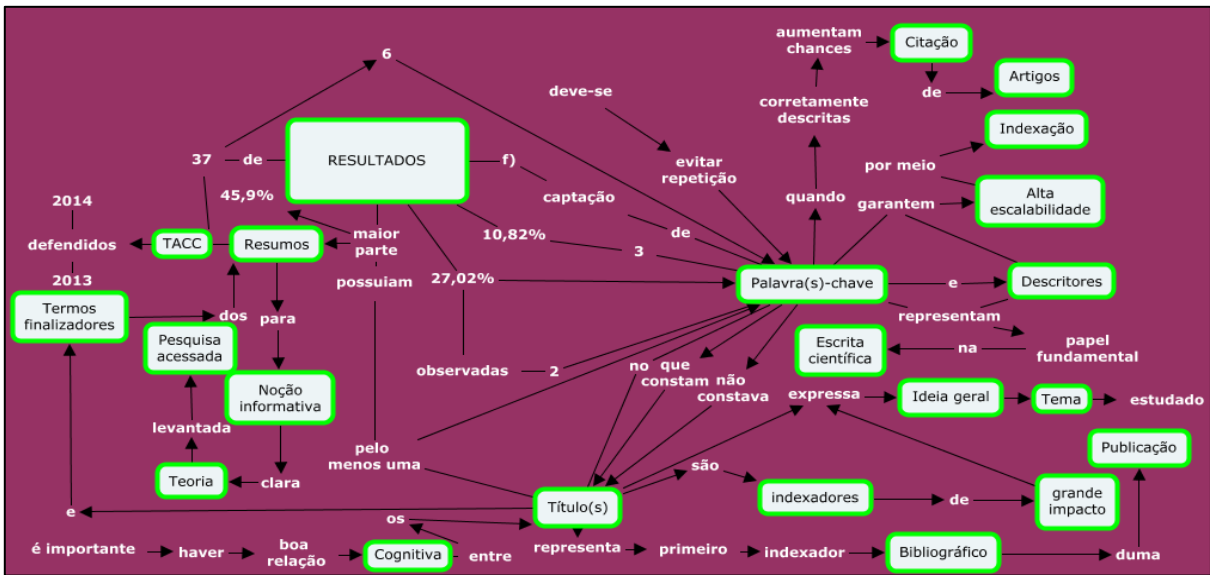 aumentam
chances
Citação
6
Artigos
de
deve-se
corretamente
descritas
Indexação
37
de
RESULTADOS
f)
evitar
repetição
por meio
45,9%
captação
quando
garantem
Alta
escalabilidade
2014
defendidos
TACC
Resumos
maior
parte
10,82%
de
3
2013
possuiam
27,02%
Palavra(s)-chave
e
Descritores
Termos
finalizadores
dos
para
representam
Pesquisa
acessada
Escrita
científica
na
papel
fundamental
Noção
informativa
observadas
2
no
que
constam
não
constava
expressa
Ideia geral
Tema
estudado
levantada
pelo
menos uma
Publicação
Teoria
clara
são
indexadores
de
grande
impacto
e
os
Título(s)
é importante
haver
boa
relação
Cognitiva
entre
representa
primeiro
indexador
Bibliográfico
duma